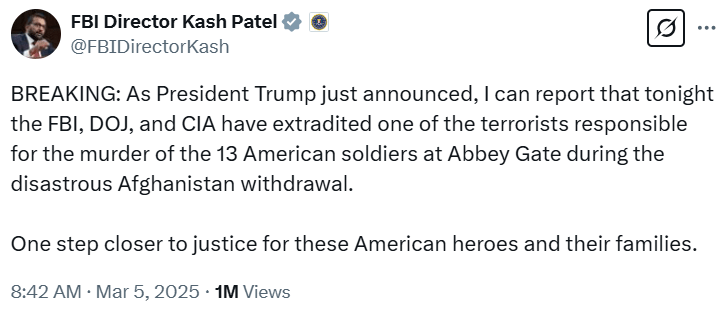 FBI Director Kash Patel
@FBIDirectorKash
BREAKING: As President Trump just announced, I can report that tonight
the FBI, DOJ, and CIA have extradited one of the terrorists responsible
for the murder of the 13 American soldiers at Abbey Gate during the
disastrous Afghanistan withdrawal.
One step closer to justice for these American heroes and their families.
8:42 AM · Mar 5, 2025 · 1M Views